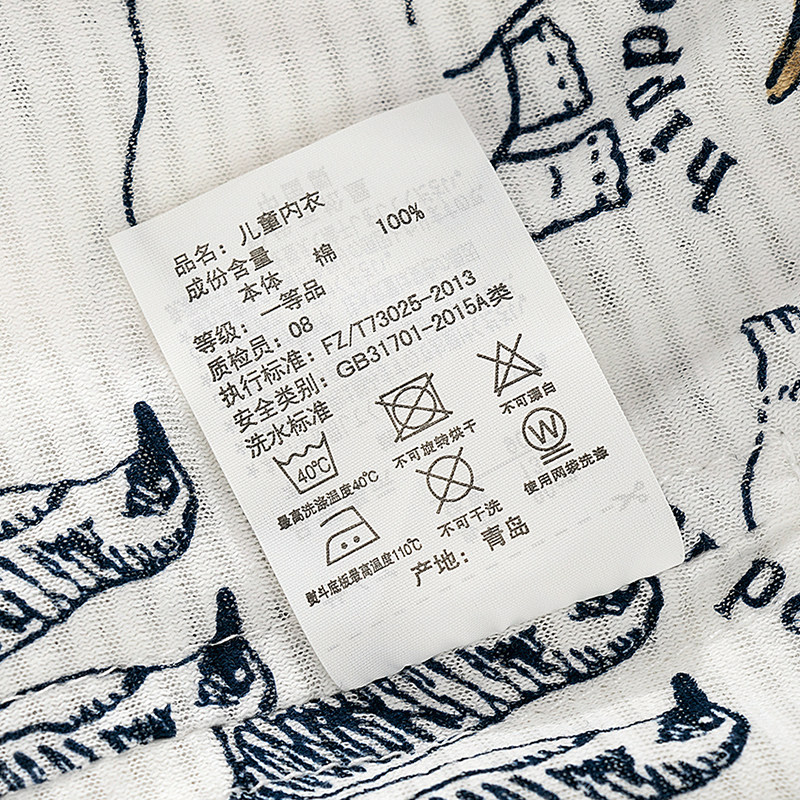 品名：儿童内衣
成份含量
本体 棉 100%
等级：一等品
质检员：08
执行标准：FZ/T73025-2013
安全类别：GB31701-2015A类
洗水标准
40℃
W
最高洗涤温度40℃
不可旋转烘干
不可漂白
熨斗底板最高温度110℃
不可干洗
使用网袋洗涤
产地：青岛
hippo
po